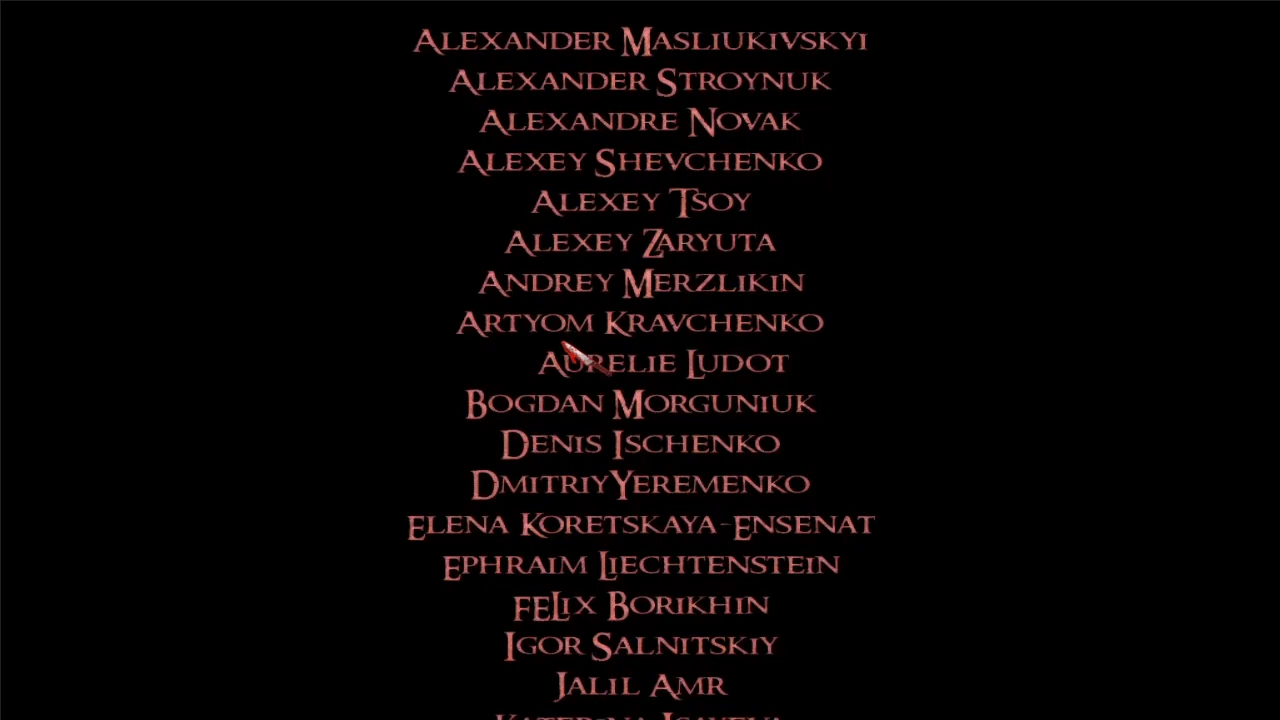 Alexander Masliukivskyi
Alexander Stroynuk
Alexandre Novak
Alexey Shevchenko
Alexey Tsoy
Alexey Zaryuta
Andrey Merzlikin
Artyom Kravchenko
Aurelie Ludot
Bogdan Morguniuk
Denis Ischenko
DmitriyYeremenko
Elena Koretskaya-Ensenat
Ephraim Liechtenstein
Felix Borikhin
Igor Salnitskiy
Jalil Amr